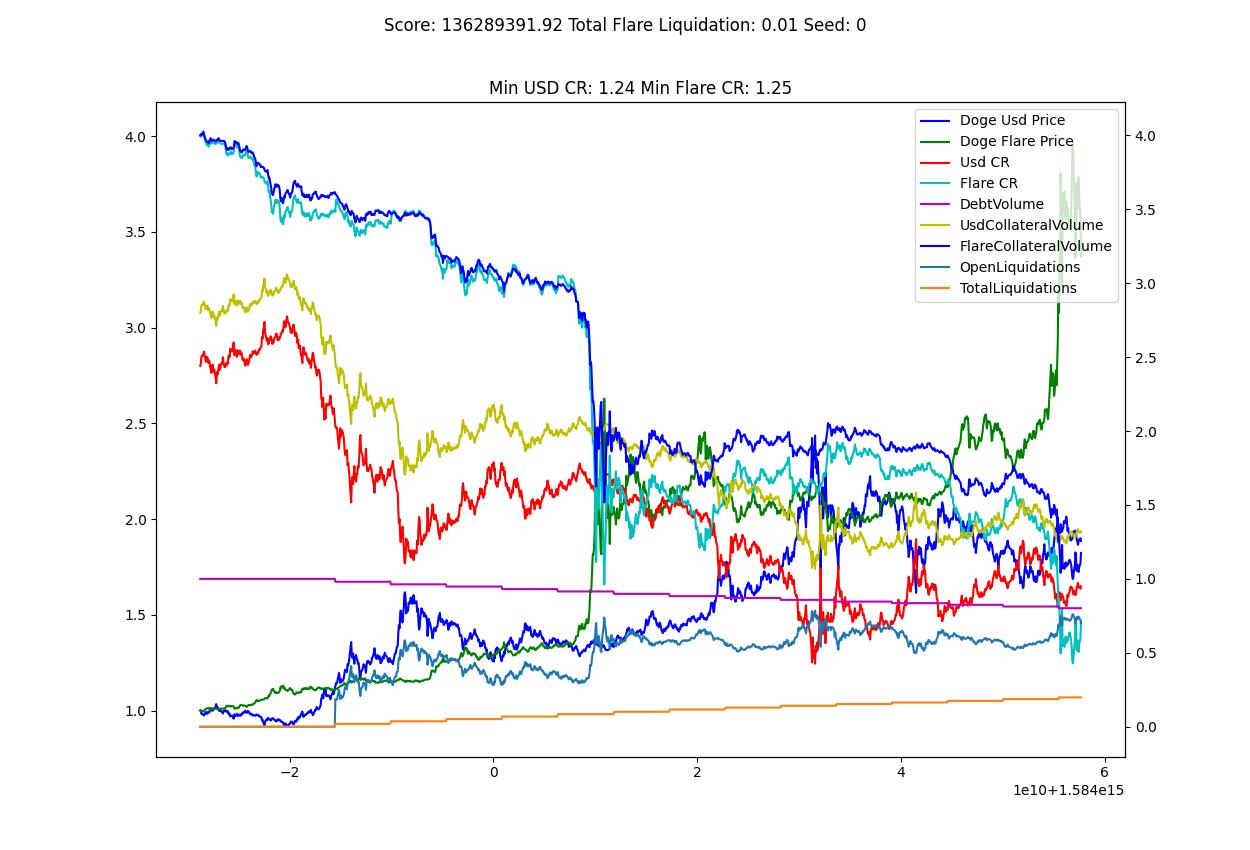 Score: 136289391.92 Total Flare Liquidation: 0.01 Seed: 0
Min USD CR: 1.24 Min Flare CR: 1.25
Doge Usd Price
Doge Flare Price
Usd CR
Flare CR
DebtVolume
UsdCollateralVolume
FlareCollateralVolume
OpenLiquidations
TotalLiquidations
4.0
3.5
3.0
2.5
2.0
1.5
1.0
4.0
3.5
3.0
2.5
2.0
1.5
1.0
0.5
0.0
−2
0
2
4
6
1e10+1.584e15